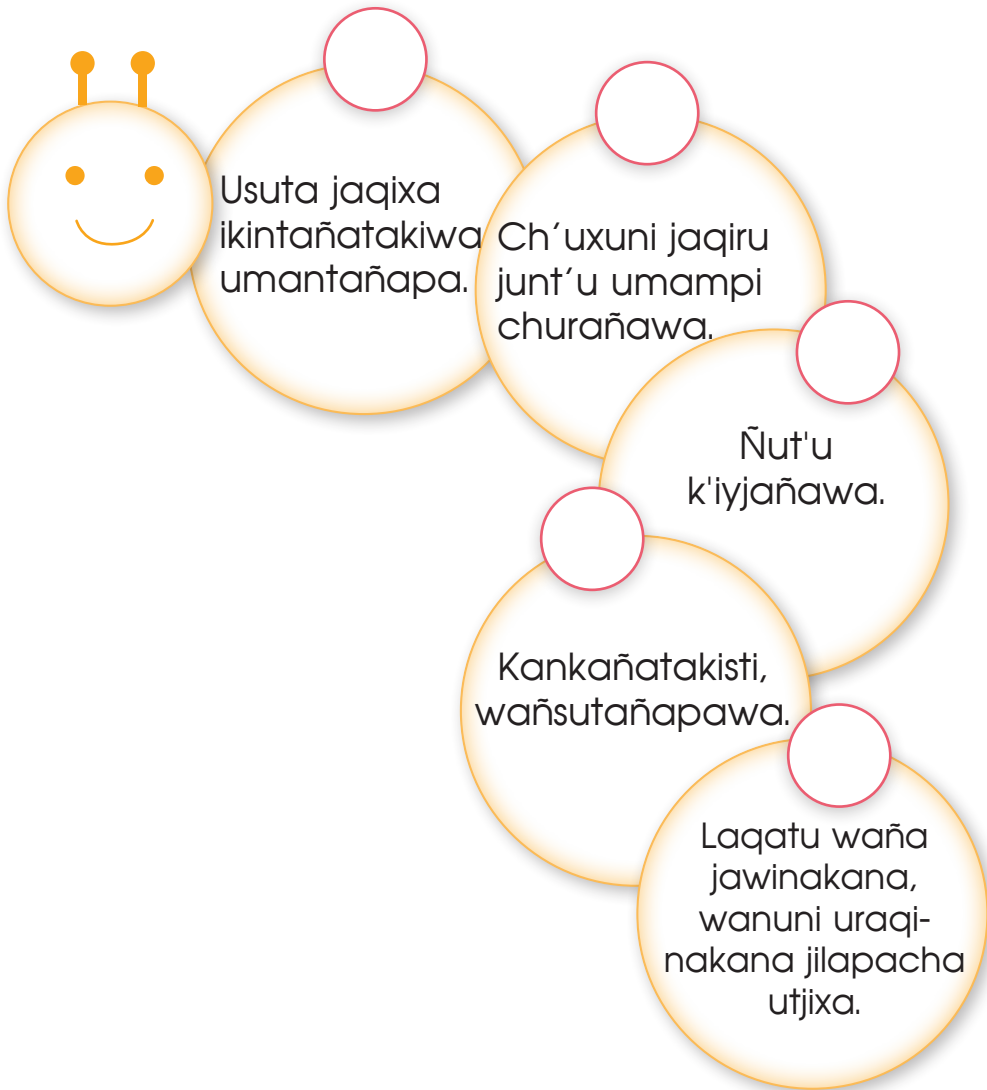 Usuta jaqixa
ikintañatakiwa
umantañapa.
Ch´uxuni jaqiru
junt´u umampi
churañawa.
Ñut'u
k'iyjañawa.
Kankañatakisti,
wañsutañapawa.
Laqatu waña
jawinakana,
wanuni uraqi-
nakana jilapacha
utjixa.